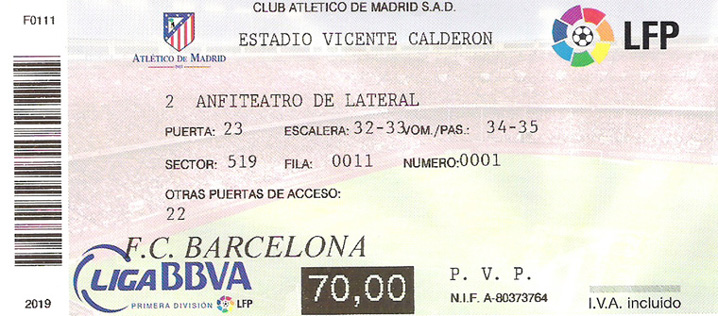 F0111
CLUB ATLETICO DE MADRID S.A.D.
ESTADIO VICENTE CALDERON
ATLÉTICO DE MADRID
LFP
2 ANFITEATRO DE LATERAL
PUERTA: 23 ESCALERA: 32-33 VOM./PAS.: 34-35
SECTOR: 519 FILA: 0011 NUMERO:0001
OTRAS PUERTAS DE ACCESO:
22
F.C. BARCELONA
LIGA BBVA
PRIMERA DIVISIÓN LFP
70,00
P. V. P.
N.I.F. A-80373764
I.V.A. incluido
2019